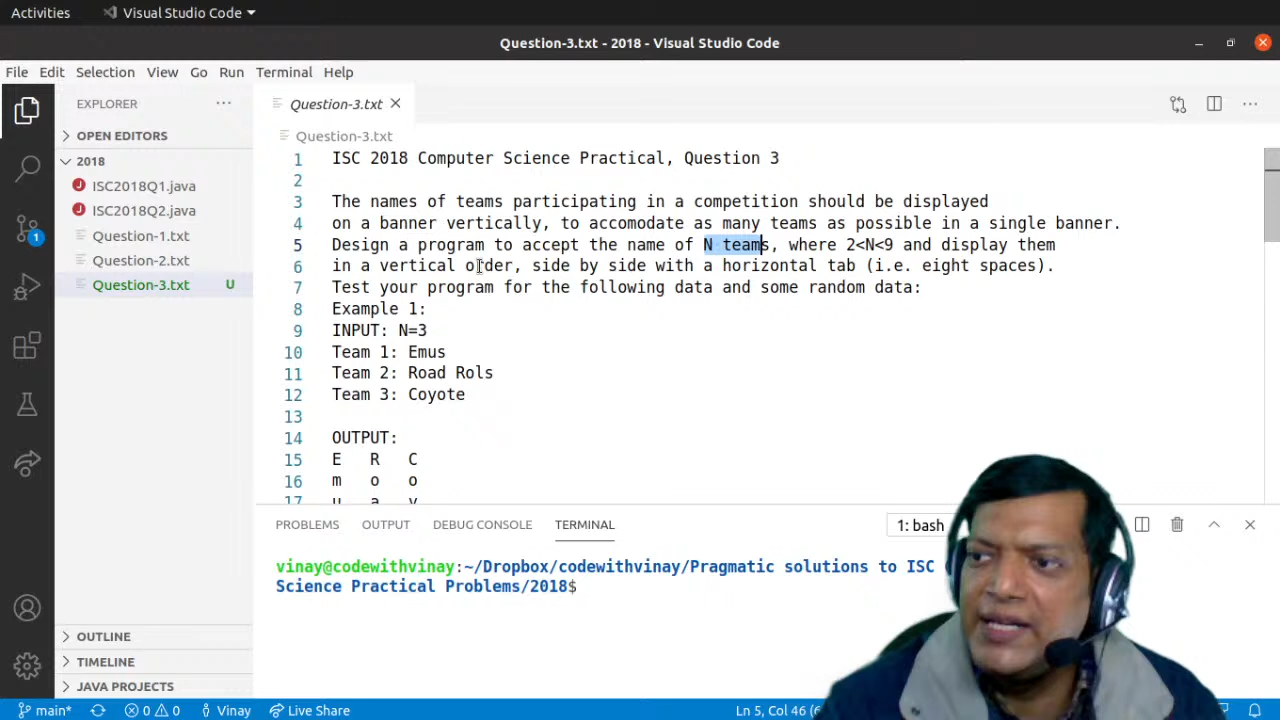 Activities
Visual Studio Code
Question-3.txt - 2018 - Visual Studio Code
File Edit Selection View Go Run Terminal Help
EXPLORER
OPEN EDITORS
2018
ISC2018Q1.java
ISC2018Q2.java
Question-1.txt
Question-2.txt
Question-3.txt U
1
OUTLINE
TIMELINE
JAVA PROJECTS
Question-3.txt
Question-3.txt
1 ISC 2018 Computer Science Practical, Question 3
2
3 The names of teams participating in a competition should be displayed
4 on a banner vertically, to accomodate as many teams as possible in a single banner.
5 Design a program to accept the name of N teams, where 2<N<9 and display them
6 in a vertical order, side by side with a horizontal tab (i.e. eight spaces).
7 Test your program for the following data and some random data:
8 Example 1:
9 INPUT: N=3
10 Team 1: Emus
11 Team 2: Road Rols
12 Team 3: Coyote
13
14 OUTPUT:
15 E R C
16 m o o
17 u a y
PROBLEMS OUTPUT DEBUG CONSOLE TERMINAL
1: bash
vinay@codewithvinay:~/Dropbox/codewithvinay/Pragmatic solutions to ISC
Science Practical Problems/2018$
main* 0 0 Vinay Live Share
Ln 5, Col 46